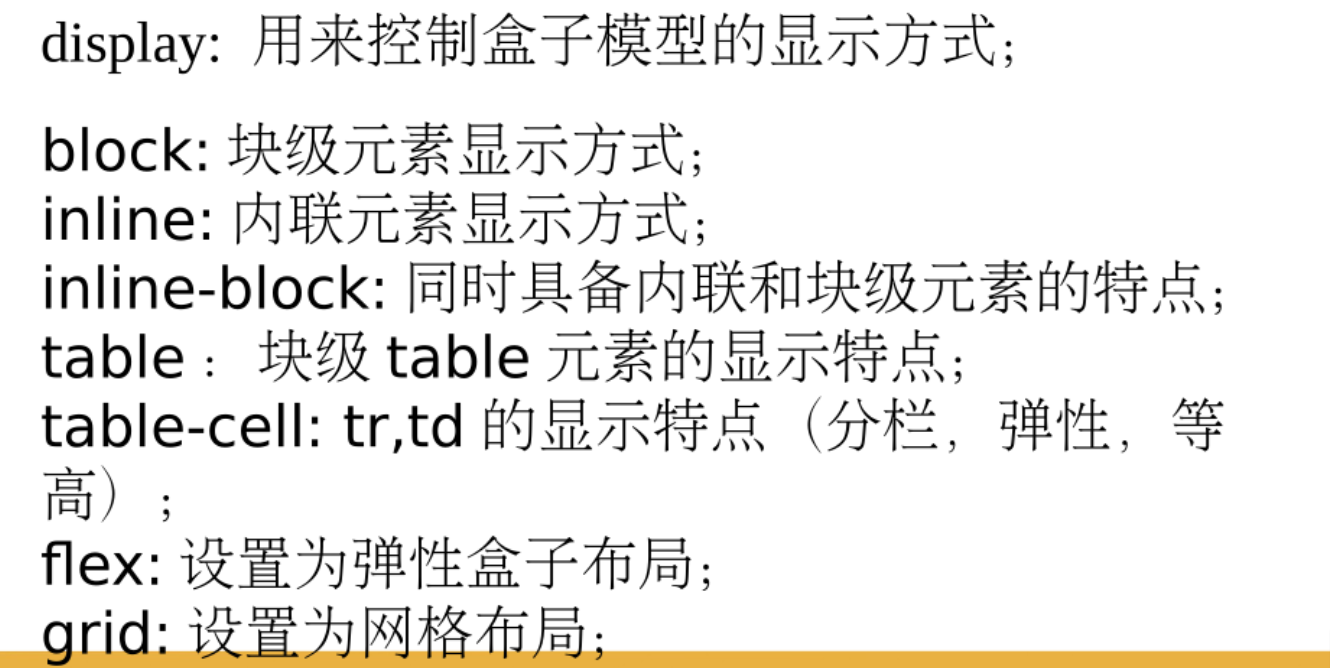 display: 用来控制盒子模型的显示方式；
block: 块级元素显示方式；
inline: 内联元素显示方式；
inline-block: 同时具备内联和块级元素的特点；
table： 块级 table 元素的显示特点；
table-cell: tr,td 的显示特点（分栏，弹性，等
高）；
flex: 设置为弹性盒子布局；
grid: 设置为网格布局；